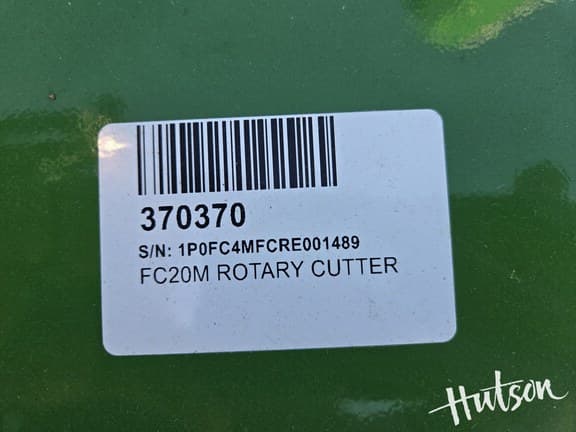 370370
S/N: 1P0FC4MFCRE001489
FC20M ROTARY CUTTER
Hutson